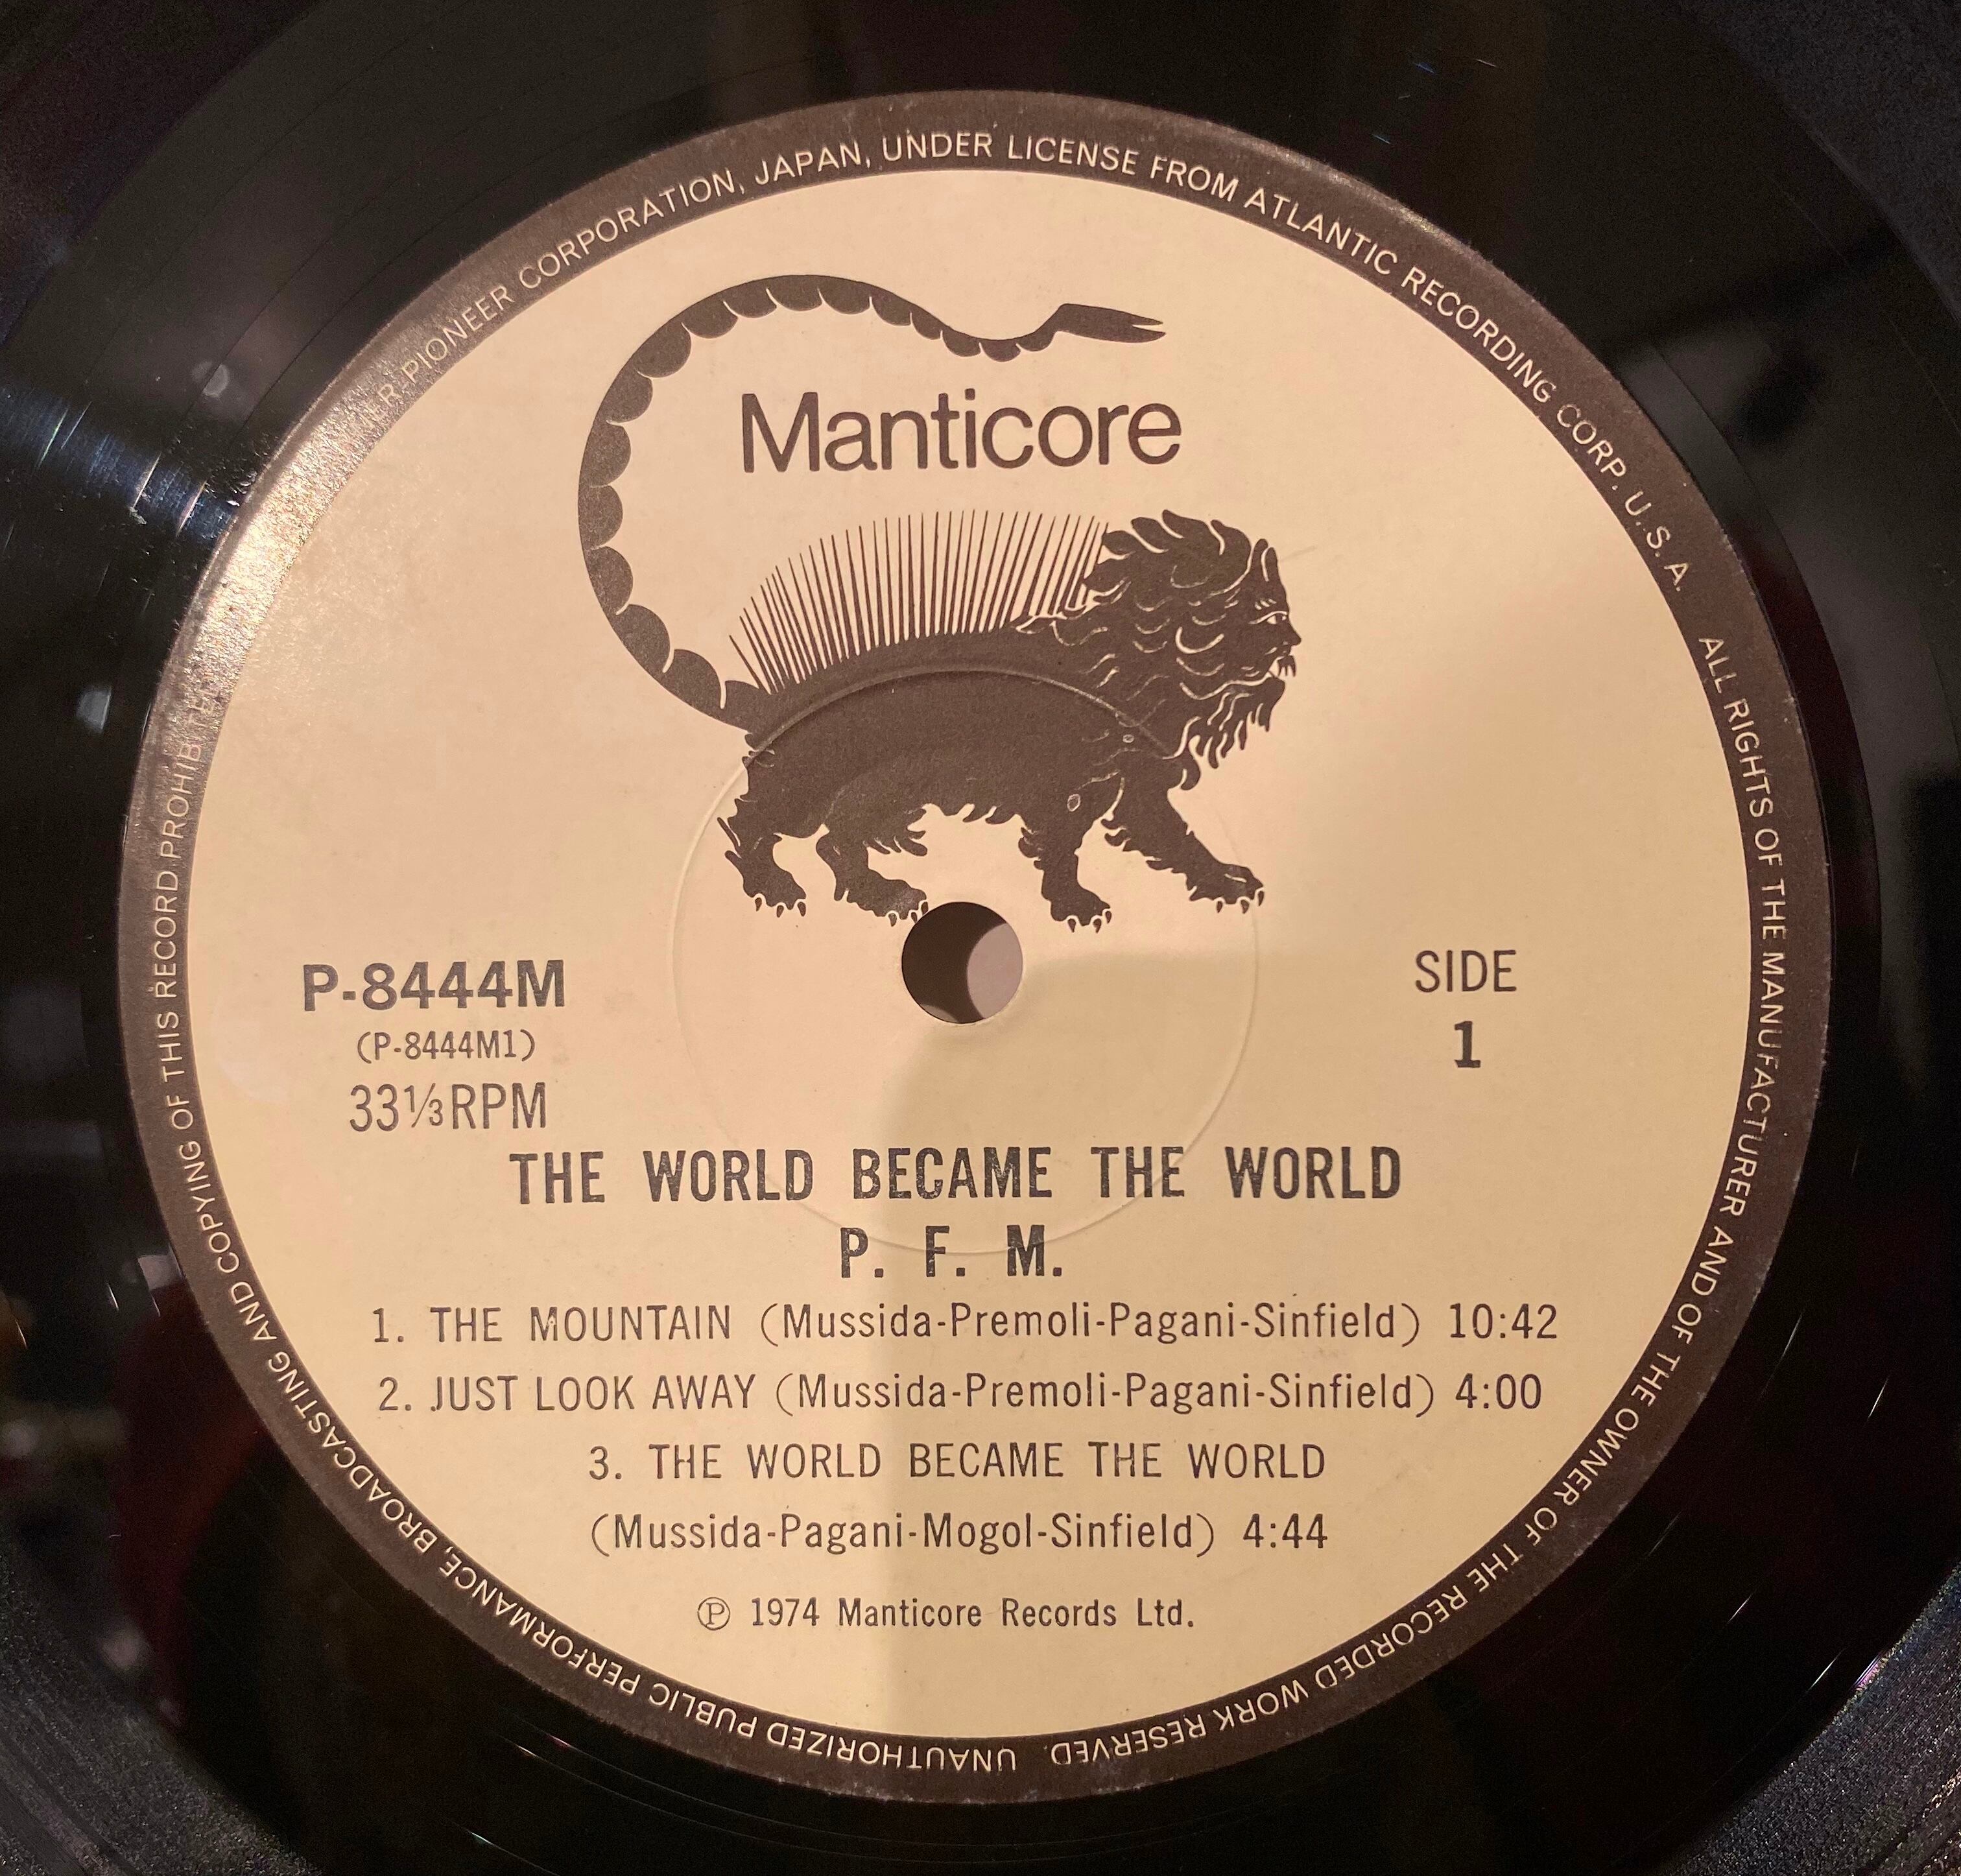 PIONEER CORPORATION, JAPAN, UNDER LICENSE FROM ATLANTIC RECORDING CORP. U.S.A. ALL RIGHTS OF THE MANUFACTURER AND OF THE OWNER OF THE RECORDED WORK RESERVED. UNAUTHORIZED PUBLIC PERFORMANCE, BROADCASTING AND COPYING OF THIS RECORD PROHIBITED
Manticore
P-8444M
(P-8444M1)
33⅓RPM
SIDE
1
THE WORLD BECAME THE WORLD
P. F. M.
1. THE MOUNTAIN (Mussida-Premoli-Pagani-Sinfield) 10:42
2. JUST LOOK AWAY (Mussida-Premoli-Pagani-Sinfield) 4:00
3. THE WORLD BECAME THE WORLD
(Mussida-Pagani-Mogol-Sinfield) 4:44
Ⓟ 1974 Manticore Records Ltd.